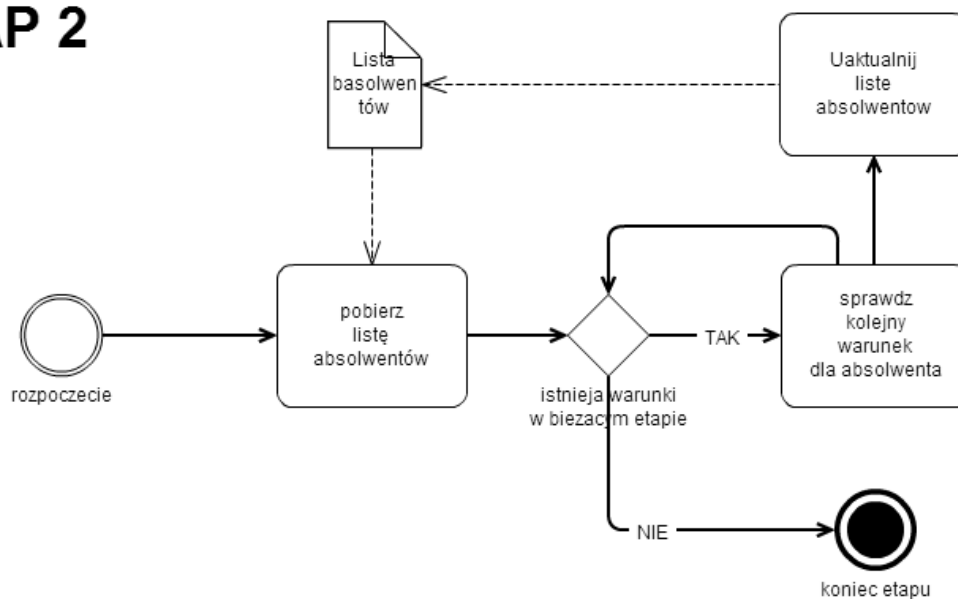 AP 2
Lista
basolwen
tów
Uaktualnij
liste
absolwentow
pobierz
listę
absolwentów
rozpoczecie
istnieja warunki
w biezacym etapie
TAK
sprawdz
kolejny
warunek
dla absolwenta
NIE
koniec etapu